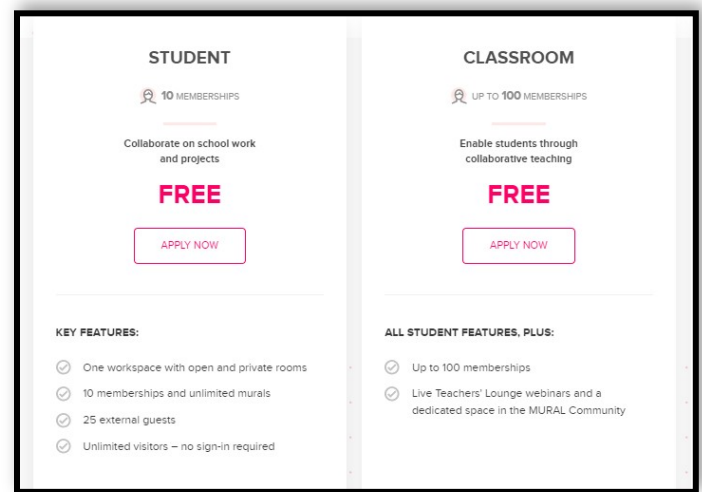 STUDENT
10 MEMBERSHIPS
Collaborate on school work
and projects
FREE
APPLY NOW
KEY FEATURES:
One workspace with open and private rooms
10 memberships and unlimited murals
25 external guests
Unlimited visitors – no sign-in required
CLASSROOM
UP TO 100 MEMBERSHIPS
Enable students through
collaborative teaching
FREE
APPLY NOW
ALL STUDENT FEATURES, PLUS:
Up to 100 memberships
Live Teachers' Lounge webinars and a
dedicated space in the MURAL Community